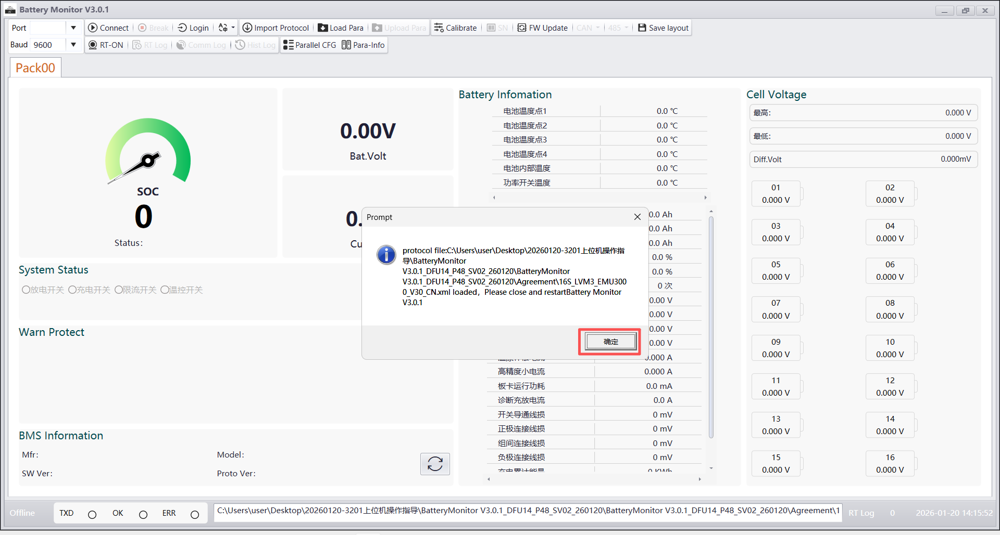 Battery Monitor V3.0.1
Port
Connect
Break
Login
Import Protocol
Load Para
Upload Para
Calibrate
SN
FW Update
CAN
485
Save layout
Baud 9600
RT-ON
RT Log
Comm Log
Hist Log
Parallel CFG
Para-Info
Pack00
SOC
0
Status:
0.00V
Bat.Volt
0.
Cu
System Status
放电开关 充电开关 限流开关 温控开关
Warn Protect
BMS Information
Mfr:
Model:
SW Ver:
Proto Ver:
Battery Infomation
电池温度点1 0.0 ℃
电池温度点2 0.0 ℃
电池温度点3 0.0 ℃
电池温度点4 0.0 ℃
电池内部温度 0.0 ℃
功率开关温度 0.0 ℃
0.0 Ah
0.0 Ah
0.0 Ah
0.0 %
0.0 %
0 次
0.00 V
0.00 V
0.00 V
0.00 V
0.000 A
高精度小电流 0.000 A
板卡运行功耗 0.0 mA
诊断充放电流 0.0 A
开关导通线损 0 mV
正极连接线损 0 mV
组间连接线损 0 mV
负极连接线损 0 mV
充电累计能量 0 KWh
Prompt
protocol file:C:\Users\user\Desktop\20260120-3201上位机操作指
导\BatteryMonitor
V3.0.1_DFU14_P48_SV02_260120\BatteryMonitor
V3.0.1_DFU14_P48_SV02_260120\Agreement\16S_LVM3_EMU300
0_V30_CN.xml loaded，Please close and restartBattery Monitor
V3.0.1
确定
Cell Voltage
最高: 0.000 V
最低: 0.000 V
Diff.Volt 0.000mV
01
0.000 V
02
0.000 V
03
0.000 V
04
0.000 V
05
0.000 V
06
0.000 V
07
0.000 V
08
0.000 V
09
0.000 V
10
0.000 V
11
0.000 V
12
0.000 V
13
0.000 V
14
0.000 V
15
0.000 V
16
0.000 V
Offline
TXD
OK
ERR
C:\Users\user\Desktop\20260120-3201上位机操作指导\BatteryMonitor V3.0.1_DFU14_P48_SV02_260120\BatteryMonitor V3.0.1_DFU14_P48_SV02_260120\Agreement\1
RT Log
0
2026-01-20 14:15:52